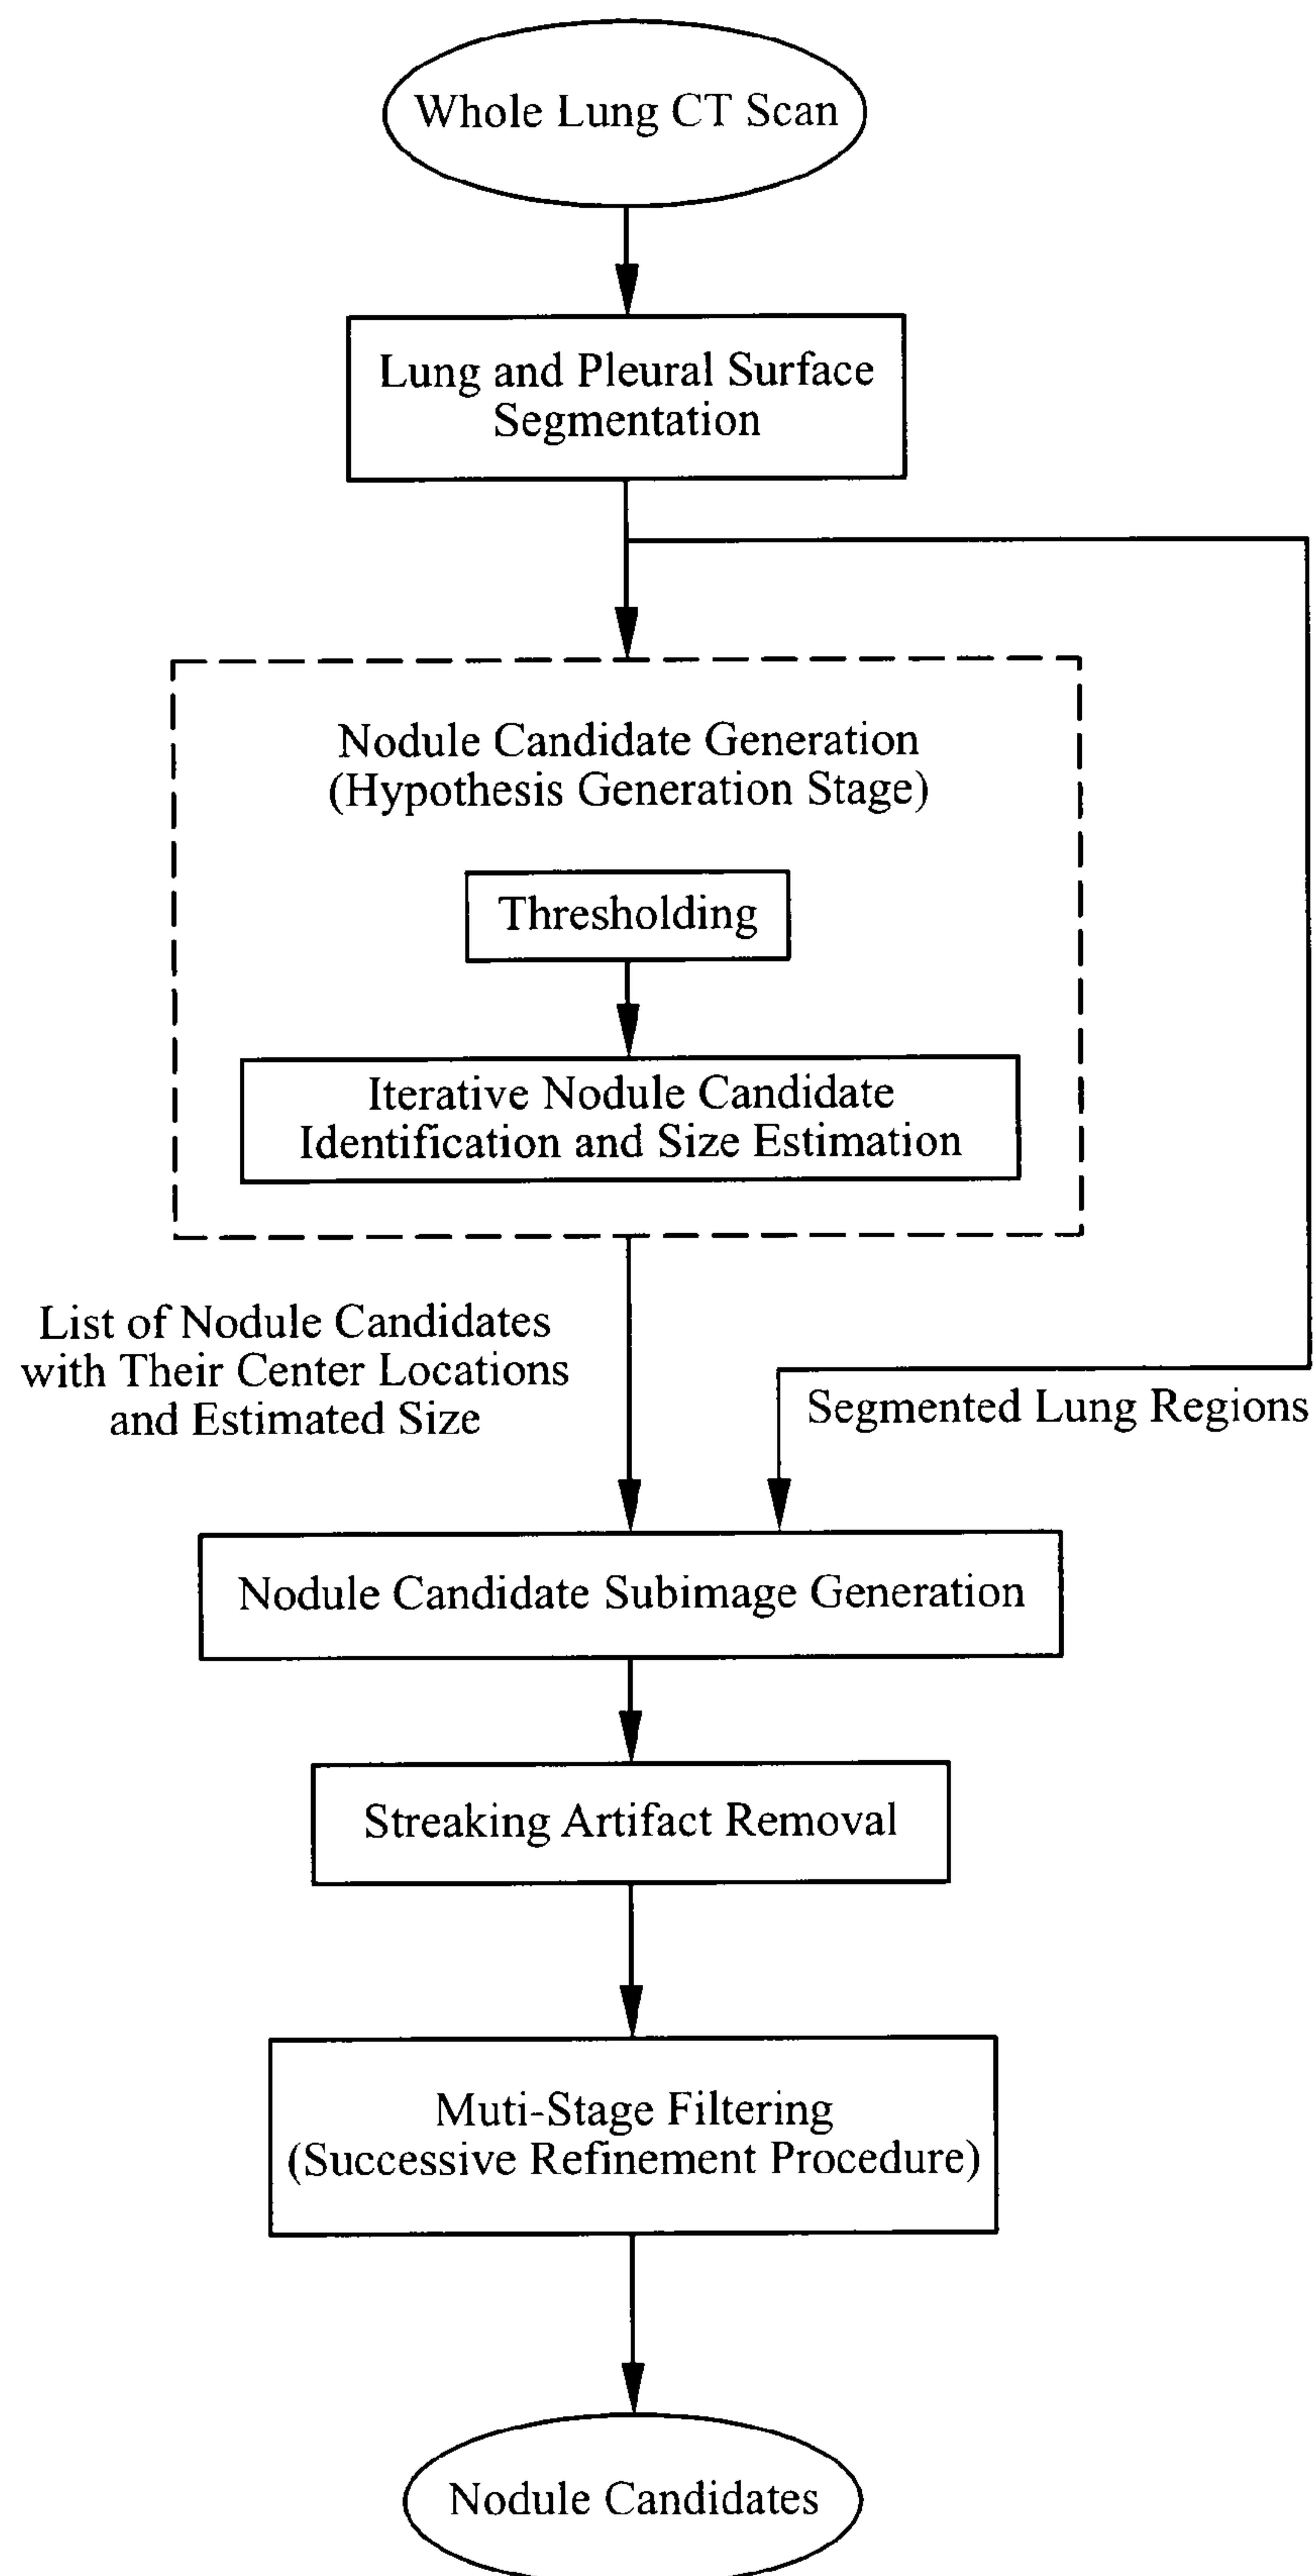 Whole Lung CT Scan
Lung and Pleural Surface
Segmentation
Nodule Candidate Generation
(Hypothesis Generation Stage)
Thresholding
Iterative Nodule Candidate
Identification and Size Estimation
List of Nodule Candidates
with Their Center Locations
and Estimated Size
Segmented Lung Regions
Nodule Candidate Subimage Generation
Streaking Artifact Removal
Muti-Stage Filtering
(Successive Refinement Procedure)
Nodule Candidates